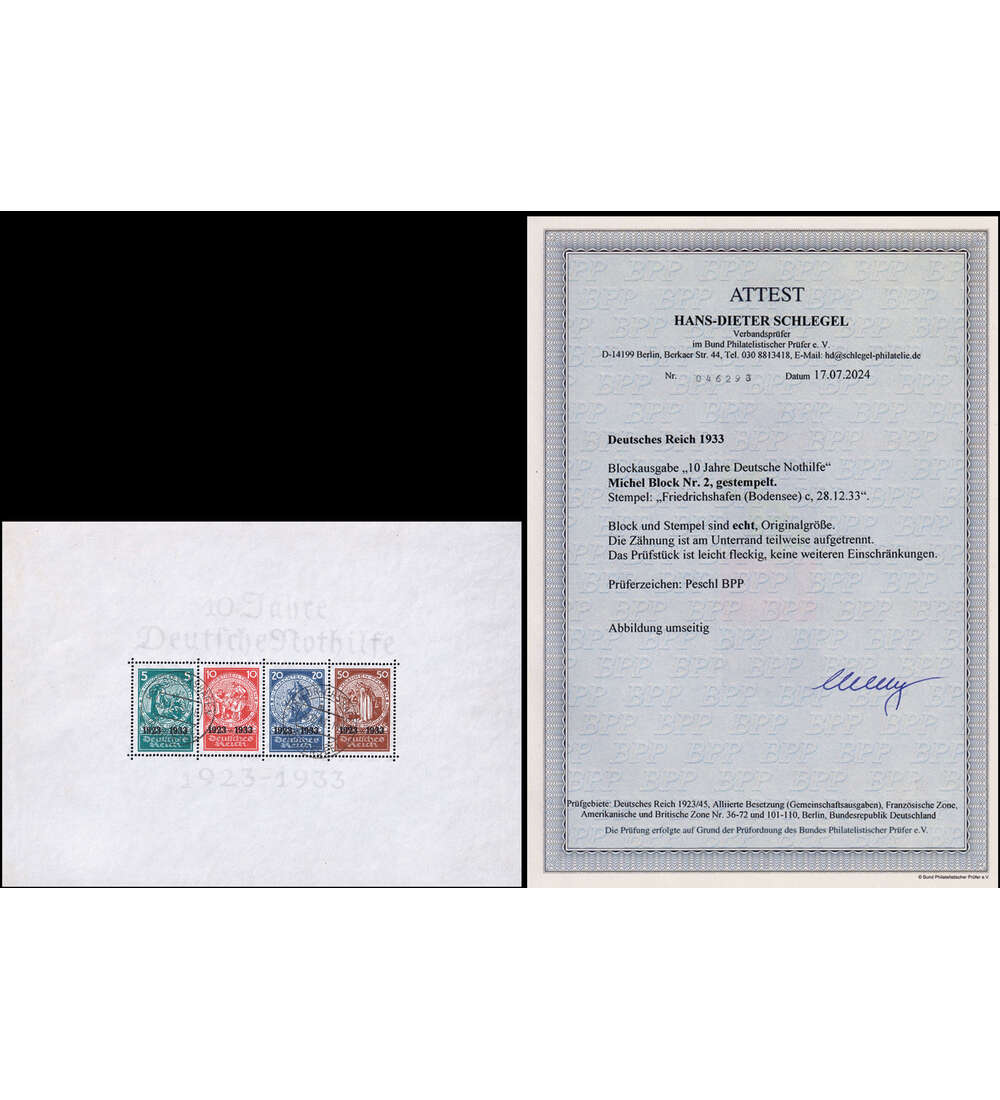 10 Jahre
Deutsche Nothilfe
5 5 10 10 20 20 50 50
1923-1933 1923-1933 1923-1933 1923-1933
Deutsches Reich Deutsches Reich Deutsches Reich Deutsches Reich
1923-1933
ATTEST
HANS-DIETER SCHLEGEL
Verbandsprüfer
im Bund Philatelistischer Prüfer e. V.
D-14199 Berlin, Berkaer Str. 44, Tel. 030 8813418, E-Mail: hd@schlegel-philatelie.de
Nr. 046293 Datum 17.07.2024
Deutsches Reich 1933
Blockausgabe „10 Jahre Deutsche Nothilfe“
Michel Block Nr. 2, gestempelt.
Stempel: „Friedrichshafen (Bodensee) c, 28.12.33“.
Block und Stempel sind echt, Originalgröße.
Die Zähnung ist am Unterrand teilweise aufgetrennt.
Das Prüfstück ist leicht fleckig, keine weiteren Einschränkungen.
Prüferzeichen: Peschl BPP
Abbildung umseitig
Prüfgebiete: Deutsches Reich 1923/45, Alliierte Besetzung (Gemeinschaftsausgaben), Französische Zone,
Amerikanische und Britische Zone Nr. 36-72 und 101-110, Berlin, Bundesrepublik Deutschland
Die Prüfung erfolgte auf Grund der Prüfordnung des Bundes Philatelistischer Prüfer e.V.
© Bund Philatelistischer Prüfer e.V.